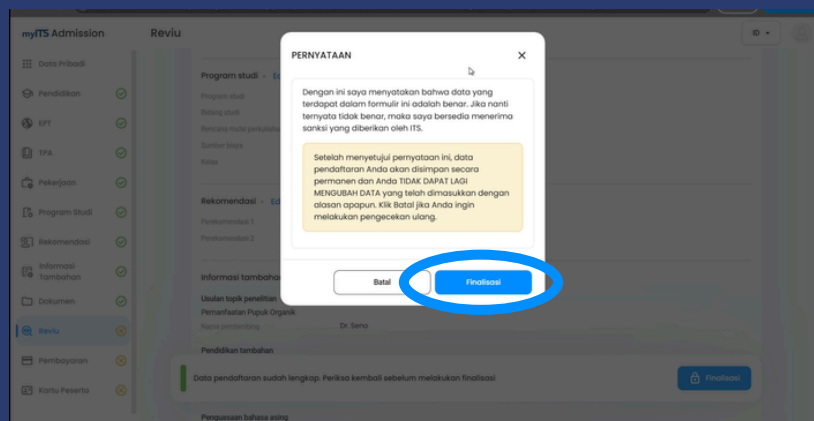 myITS Admission
Reviu
ID
PERNYATAAN
Dengan ini saya menyatakan bahwa data yang
terdapat dalam formulir ini adalah benar. Jika nanti
ternyata tidak benar, maka saya bersedia menerima
sanksi yang diberikan oleh ITS.
Setelah menyetujui pernyataan ini, data
pendaftaran Anda akan disimpan secara
permanen dan Anda TIDAK DAPAT LAGI
MENGUBAH DATA yang telah dimasukkan dengan
alasan apapun. Klik Batal jika Anda ingin
melakukan pengecekan ulang.
Batal
Finalisasi
Data Pribadi
Pendidikan
EPT
TPA
Pekerjaan
Program Studi
Rekomendasi
Informasi
Tambahan
Dokumen
Reviu
Pembayaran
Kartu Peserta
Program studi
Program studi
Bidang studi
Rencana mulai
Sumber biaya
Kelas
Rekomendasi
Perekomendasi 1
Perekomendasi 2
Informasi
Usulan topik penelitian
Pemanfaatan Pupuk Organik
Nama pembimbing
Dr. Sensi
Pendidikan tambahan
Data pendaftaran sudah lengkap. Periksa kembali sebelum melakukan finalisasi
Finalisasi
Penguasaan bahasa asing